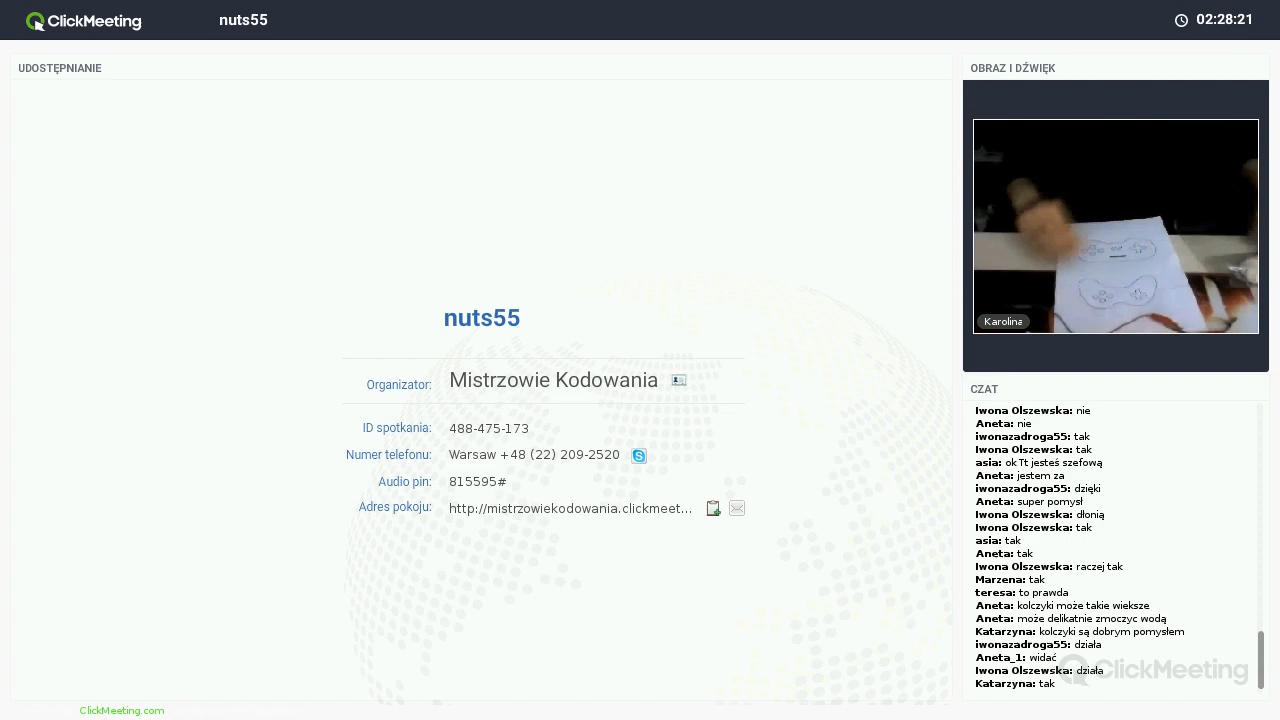 ClickMeeting
nuts55
02:28:21
UDOSTĘPNIANIE
OBRAZ I DŹWIĘK
nuts55
Organizator: Mistrzowie Kodowania
ID spotkania: 488-475-173
Numer telefonu: Warsaw +48 (22) 209-2520
Audio pin: 815595#
Adres pokoju: http://mistrzowiekodowania.clickmeet...
Karolina
CZAT
Iwona Olszewska: nie
Aneta: nie
iwonazadroga55: tak
Iwona Olszewska: tak
asia: ok Tt jesteś szefową
Aneta: jestem za
iwonazadroga55: dzięki
Aneta: super pomysł
Iwona Olszewska: dłonią
Iwona Olszewska: tak
asia: tak
Aneta: tak
Iwona Olszewska: raczej tak
Marzena: tak
teresa: to prawda
Aneta: kolczyki może takie wieksze
Aneta: może delikatnie zmoczyc wodą
Katarzyna: kolczyki są dobrym pomysłem
iwonazadroga55: działa
Aneta_1: widać
Iwona Olszewska: działa
Katarzyna: tak
ClickMeeting
ClickMeeting.com